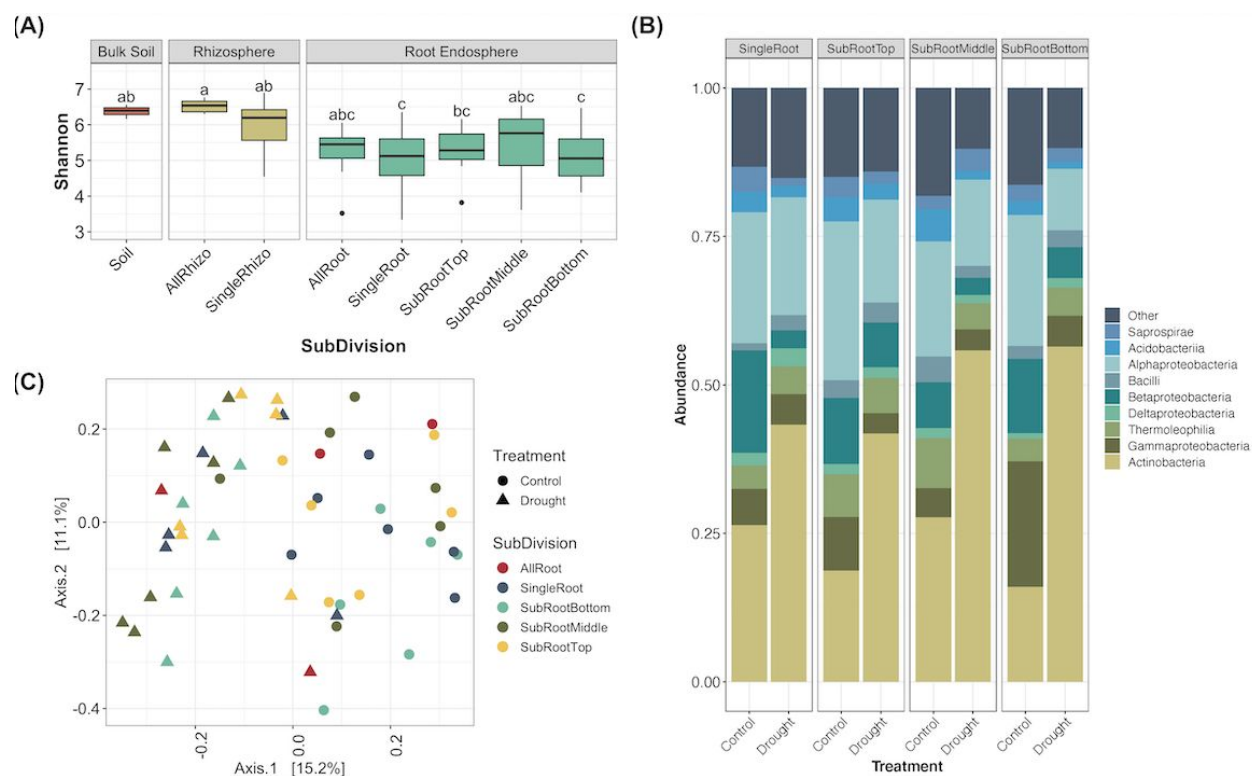 (A)
Bulk Soil Rhizosphere Root Endosphere
Shannon
7
6
5
4
3
ab a ab abc c bc abc c
Soil AllRhizo SingleRhizo AllRoot SingleRoot SubRootTop SubRootMiddle SubRootBottom
SubDivision
(B)
SingleRoot SubRootTop SubRootMiddle SubRootBottom
Abundance
1.00
0.75
0.50
0.25
0.00
Control Drought Control Drought Control Drought Control Drought
Treatment
Other
Saprospirae
Acidobacteriia
Alphaproteobacteria
Bacilli
Betaproteobacteria
Deltaproteobacteria
Thermoleophilia
Gammaproteobacteria
Actinobacteria
(C)
Axis.2 [11.1%]
0.2
0.0
-0.2
-0.4
-0.2 0.0 0.2
Axis.1 [15.2%]
Treatment
Control
Drought
SubDivision
AllRoot
SingleRoot
SubRootBottom
SubRootMiddle
SubRootTop